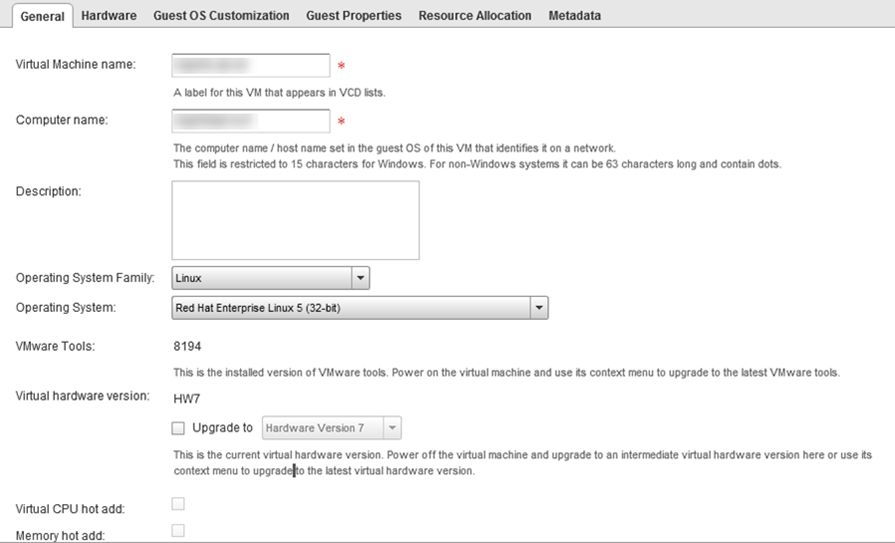 General Hardware Guest OS Customization Guest Properties Resource Allocation Metadata
Virtual Machine name: *
A label for this VM that appears in VCD lists.
Computer name: *
The computer name / host name set in the guest OS of this VM that identifies it on a network.
This field is restricted to 15 characters for Windows. For non-Windows systems it can be 63 characters long and contain dots.
Description:
Operating System Family: Linux
Operating System: Red Hat Enterprise Linux 5 (32-bit)
VMware Tools: 8194
This is the installed version of VMware tools. Power on the virtual machine and use its context menu to upgrade to the latest VMware tools.
Virtual hardware version: HW7
Upgrade to Hardware Version 7
This is the current virtual hardware version. Power off the virtual machine and upgrade to an intermediate virtual hardware version here or use its
context menu to upgrade to the latest virtual hardware version.
Virtual CPU hot add:
Memory hot add: